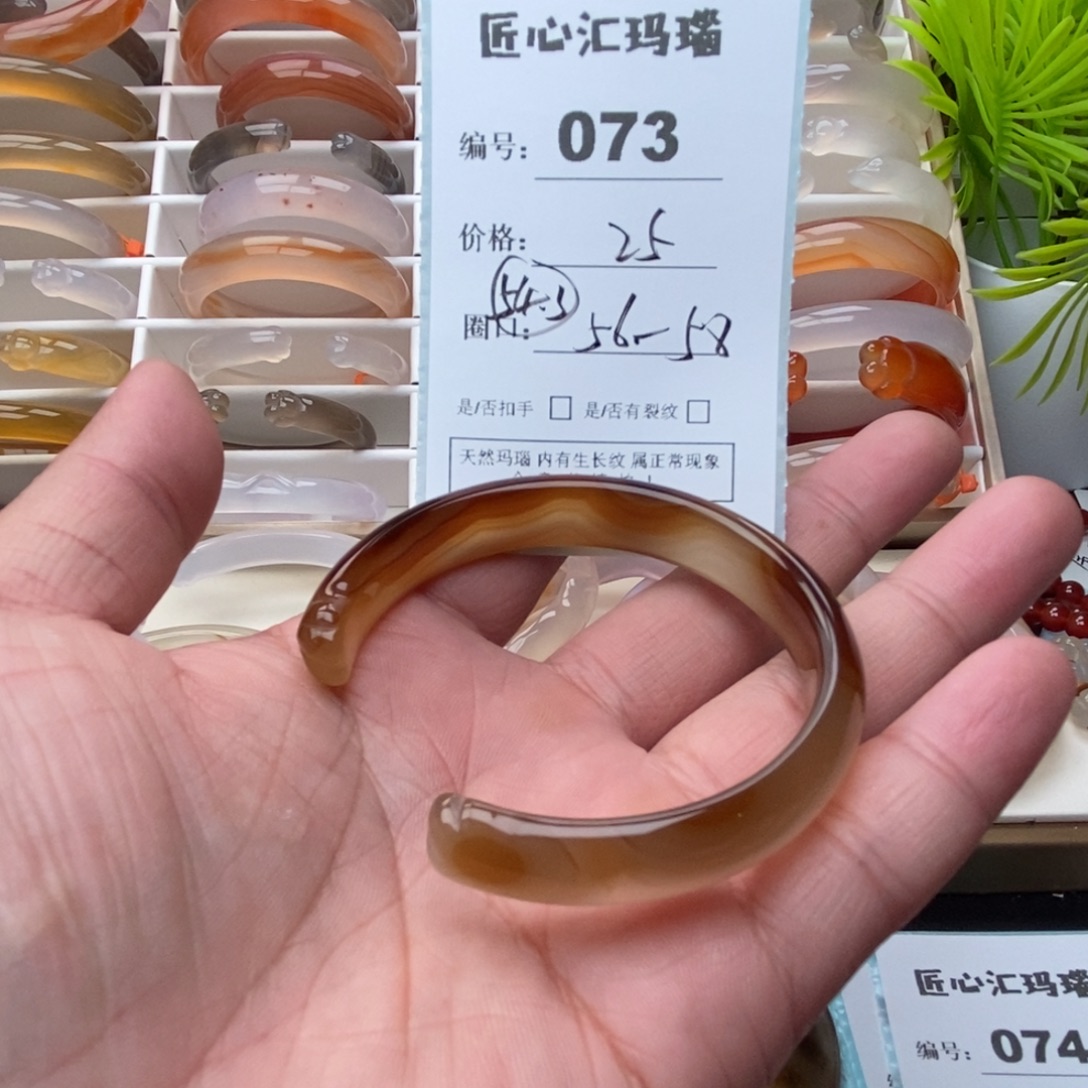 匠心汇玛瑙
编号: 073
价格: 25
54.5
圈口: 56-58
是/否扣手 □ 是/否有裂纹 □
天然玛瑙 内有生长纹 属正常现象
匠心汇玛瑙
编号: 074